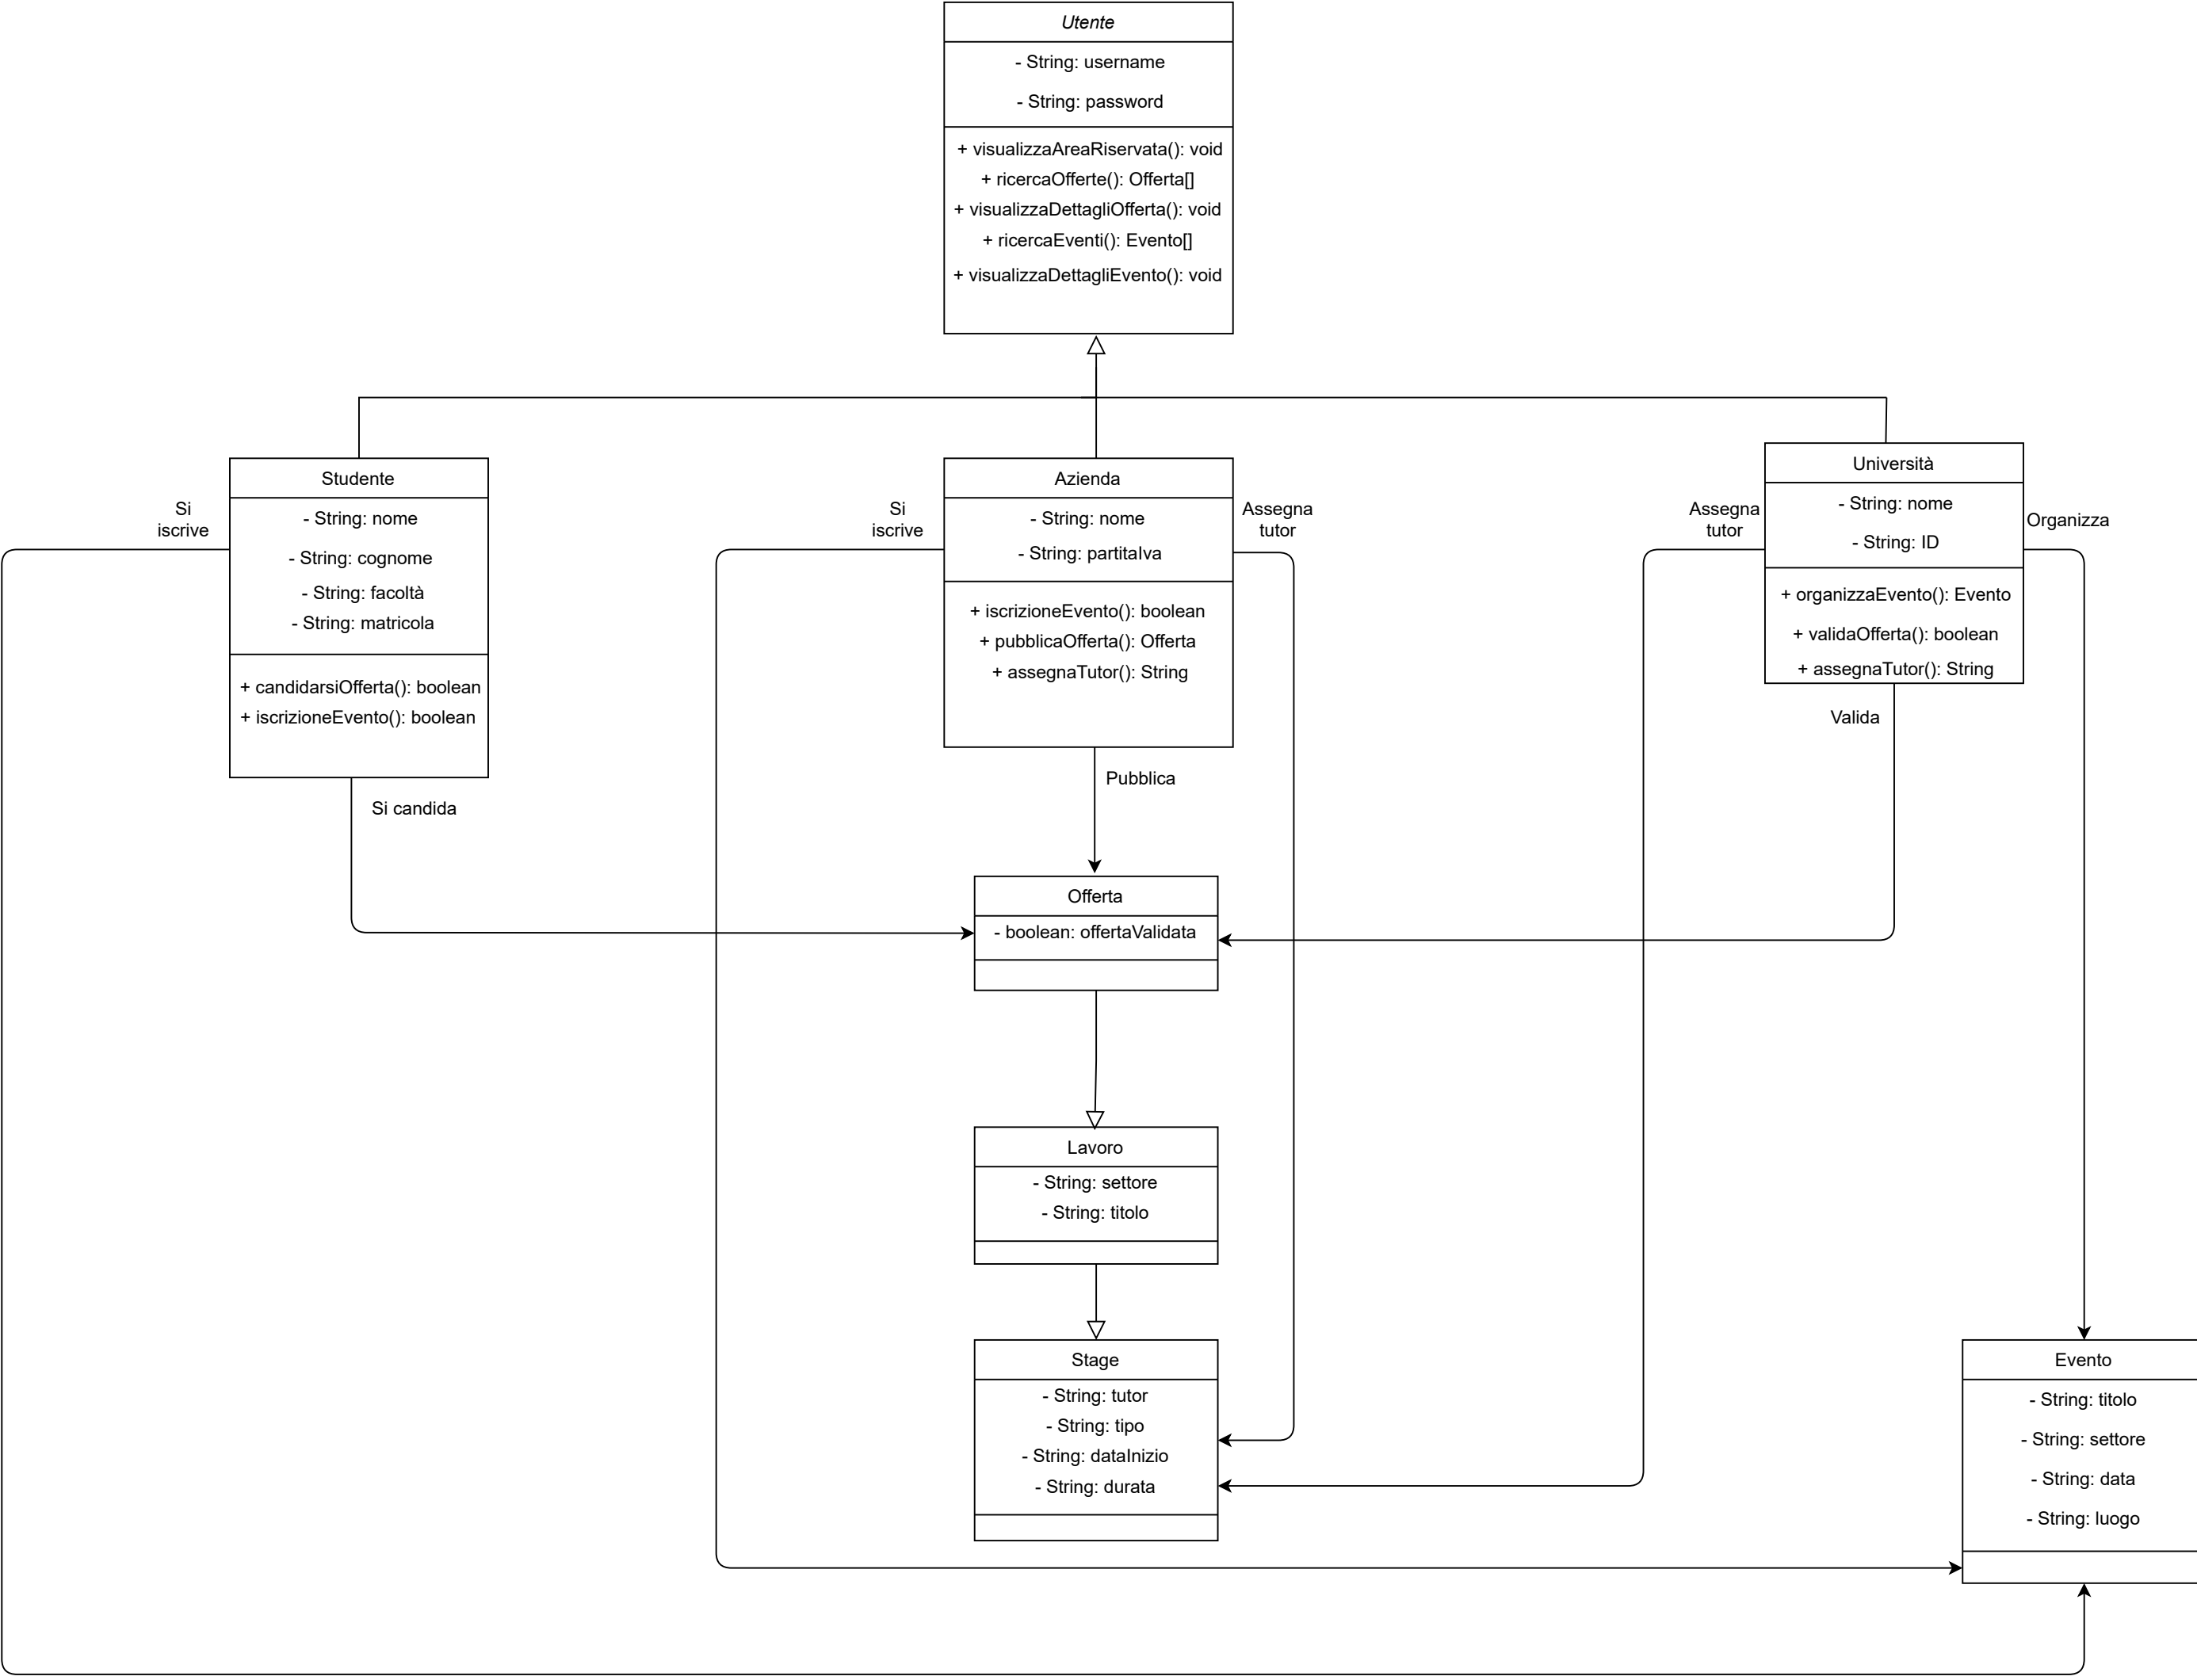 Utente
- String: username
- String: password
+ visualizzaAreaRiservata(): void
+ ricercaOfferte(): Offerta[]
+ visualizzaDettagliOfferta(): void
+ ricercaEventi(): Evento[]
+ visualizzaDettagliEvento(): void
Si
iscrive
Studente
- String: nome
- String: cognome
- String: facoltà
- String: matricola
+ candidarsiOfferta(): boolean
+ iscrizioneEvento(): boolean
Si candida
Si
iscrive
Azienda
- String: nome
- String: partitaIva
+ iscrizioneEvento(): boolean
+ pubblicaOfferta(): Offerta
+ assegnaTutor(): String
Assegna
tutor
Pubblica
Assegna
tutor
Università
- String: nome
- String: ID
+ organizzaEvento(): Evento
+ validaOfferta(): boolean
+ assegnaTutor(): String
Organizza
Valida
Offerta
- boolean: offertaValidata
Lavoro
- String: settore
- String: titolo
Stage
- String: tutor
- String: tipo
- String: dataInizio
- String: durata
Evento
- String: titolo
- String: settore
- String: data
- String: luogo